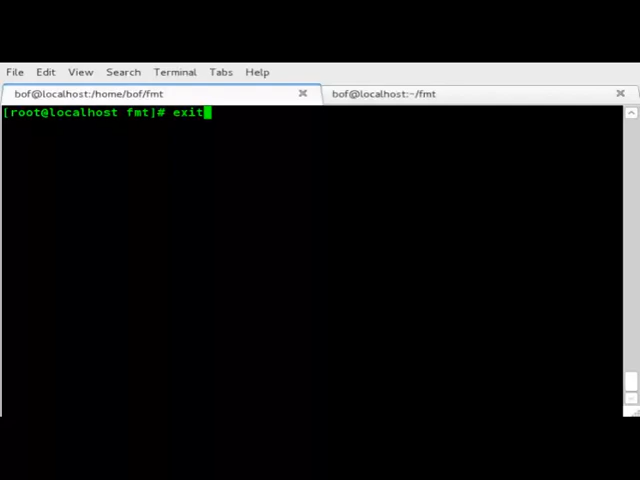 File Edit View Search Terminal Tabs Help
bof@localhost:/home/bof/fmt bof@localhost:~/fmt
[root@localhost fmt]# exit